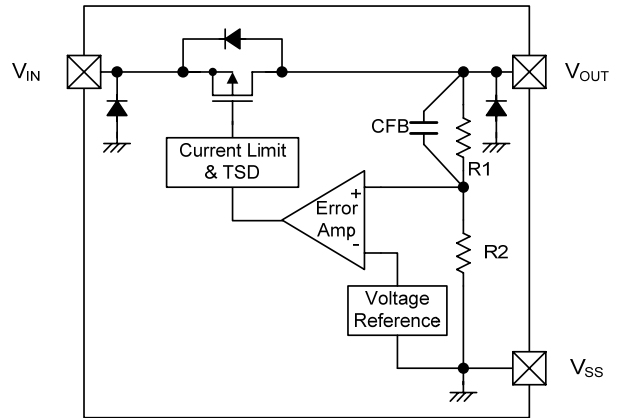 VIN
VOUT
CFB
R1
Current Limit
& TSD
+
Error
Amp
-
R2
Voltage
Reference
VSS